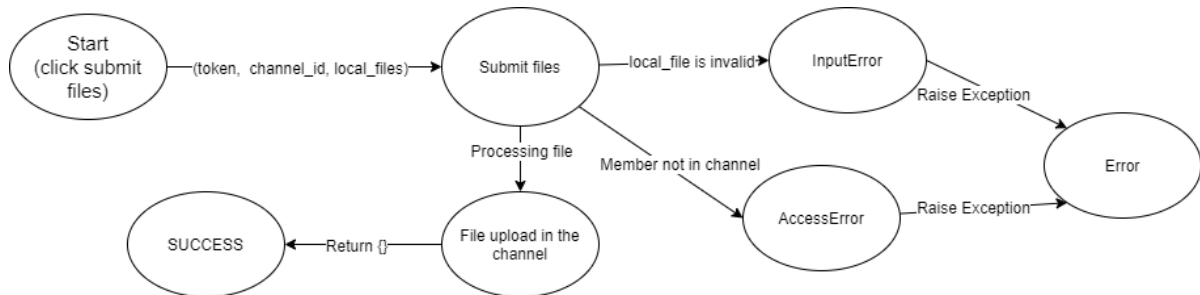 Start
(click submit
files)
(token,  channel_id, local_files)
Submit files
local_file is invalid
InputError
Raise Exception
Processing file
Member not in channel
Error
AccessError
Raise Exception
SUCCESS
Return {}
File upload in the
channel